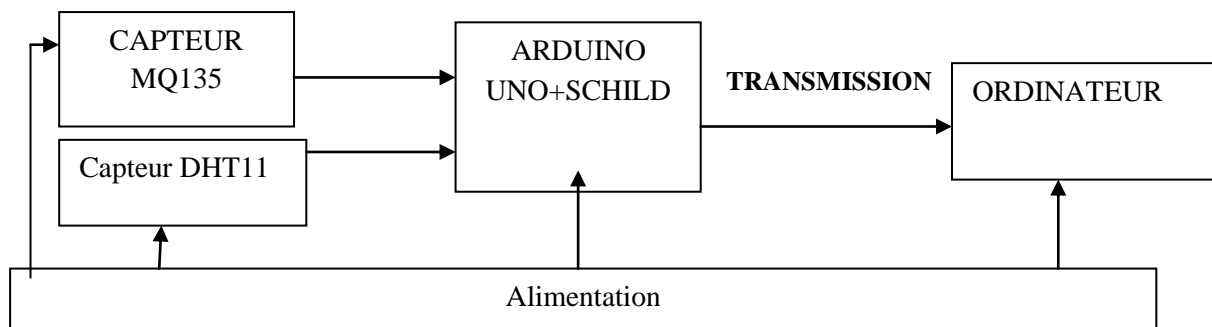 CAPTEUR
MQ135
ARDUINO
UNO+SCHILD
TRANSMISSION
ORDINATEUR
Capteur DHT11
Alimentation